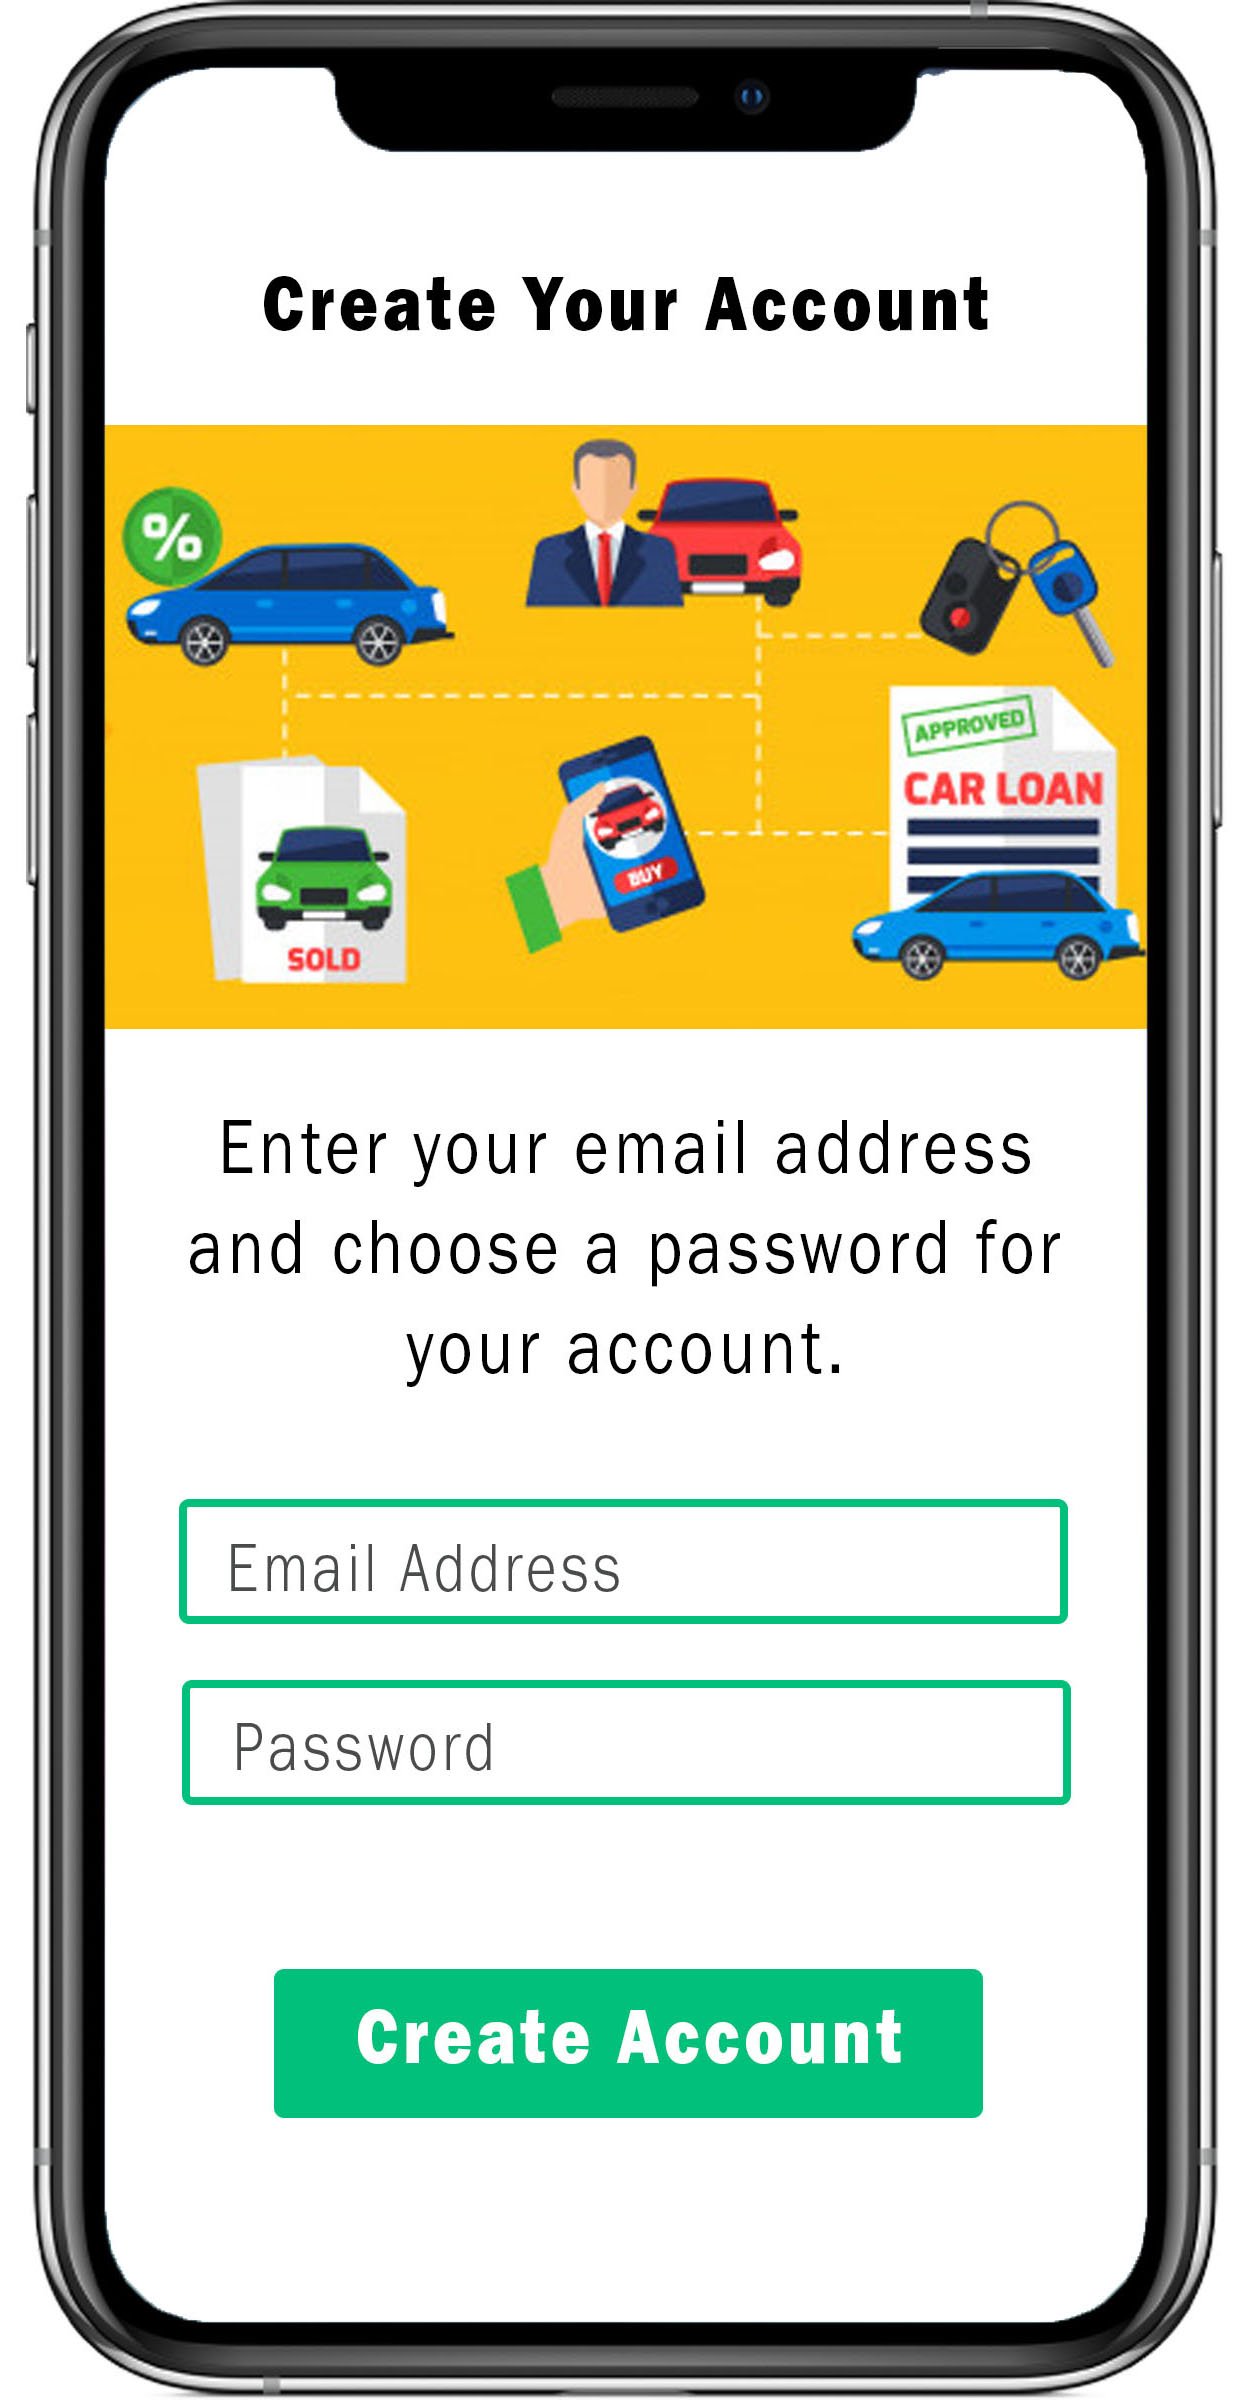 Create Your Account
%
APPROVED
CAR LOAN
BUY
SOLD
Enter your email address
and choose a password for
your account.
Email Address
Password
Create Account